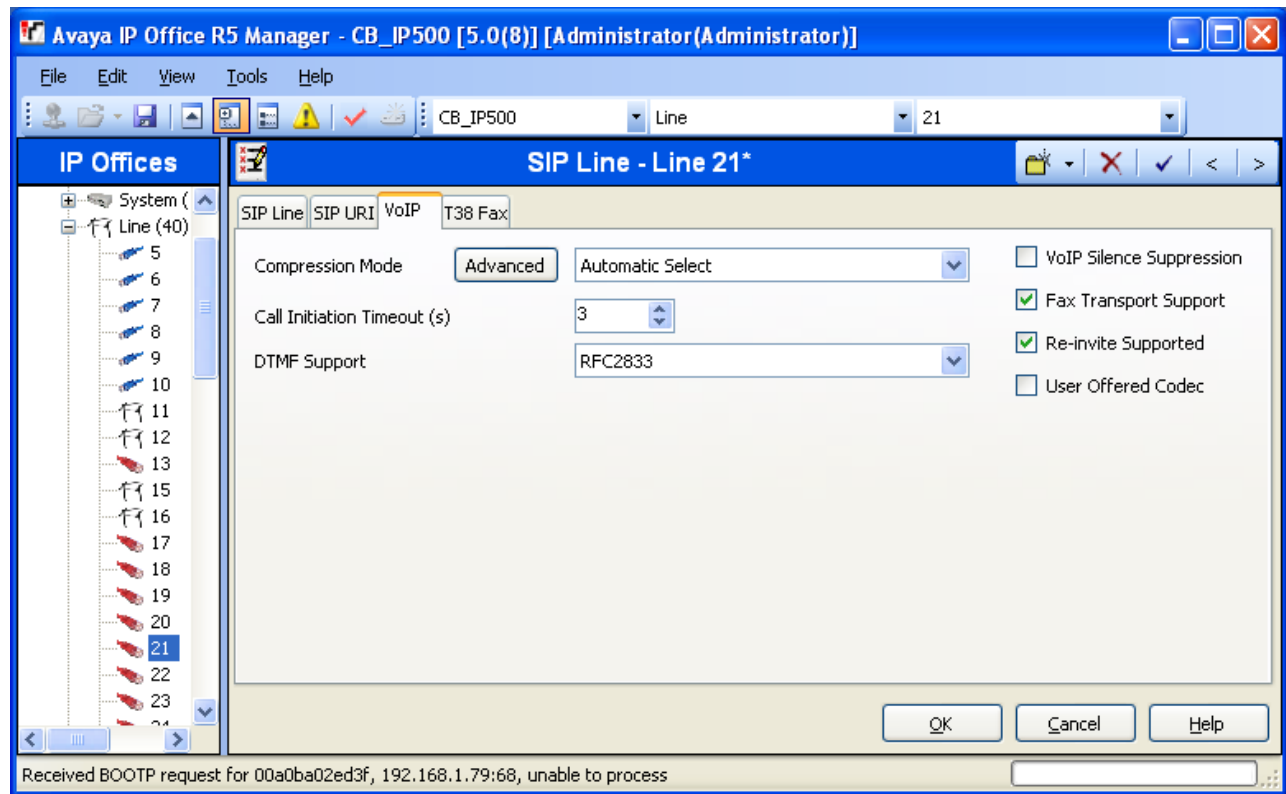 Avaya IP Office R5 Manager - CB_IP500 [5.0(8)] [Administrator(Administrator)]
File Edit View Tools Help
CB_IP500 Line 21
IP Offices
SIP Line - Line 21*
System (
Line (40)
5
6
7
8
9
10
11
12
13
15
16
17
18
19
20
21
22
23
SIP Line SIP URI VoIP T38 Fax
Compression Mode Advanced Automatic Select
Call Initiation Timeout (s) 3
DTMF Support RFC2833
VoIP Silence Suppression
Fax Transport Support
Re-invite Supported
User Offered Codec
OK Cancel Help
Received BOOTP request for 00a0ba02ed3f, 192.168.1.79:68, unable to process